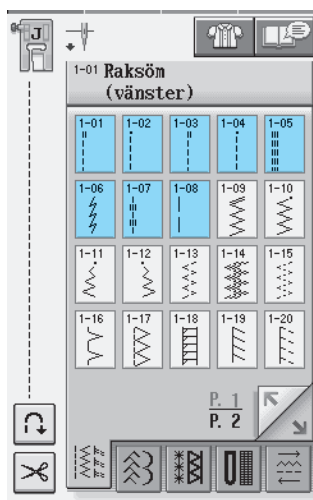 J
1-01 Raksöm
(vänster)
1-01 1-02 1-03 1-04 1-05
1-06 1-07 1-08 1-09 1-10
1-11 1-12 1-13 1-14 1-15
1-16 1-17 1-18 1-19 1-20
P. 1
P. 2